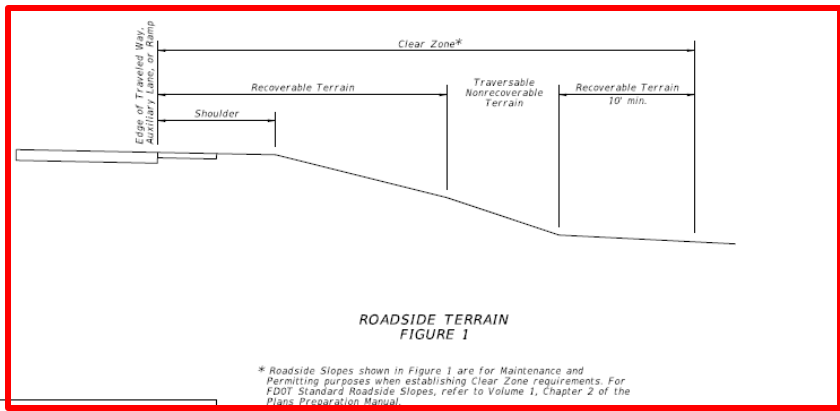 Clear Zone*
Edge of Traveled Way,
Auxiliary Lane, or Ramp
Recoverable Terrain
Traversable
Nonrecoverable
Terrain
Recoverable Terrain
10' min.
Shoulder
ROADSIDE TERRAIN
FIGURE 1
* Roadside Slopes shown in Figure 1 are for Maintenance and
Permitting purposes when establishing Clear Zone requirements. For
FDOT Standard Roadside Slopes, refer to Volume 1, Chapter 2 of the
Plans Preparation Manual.